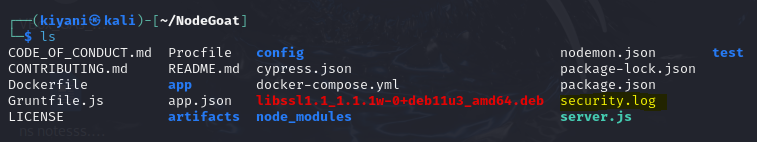 ┌──(kiyani㉿kali)-[~/NodeGoat]
└─$ ls
CODE_OF_CONDUCT.md  Procfile   config                                nodemon.json       test
CONTRIBUTING.md     README.md  cypress.json                          package-lock.json
Dockerfile          app        docker-compose.yml                    package.json
Gruntfile.js        app.json   libssl1.1_1.1.1w-0+deb11u3_amd64.deb  security.log
LICENSE             artifacts  node_modules                          server.js